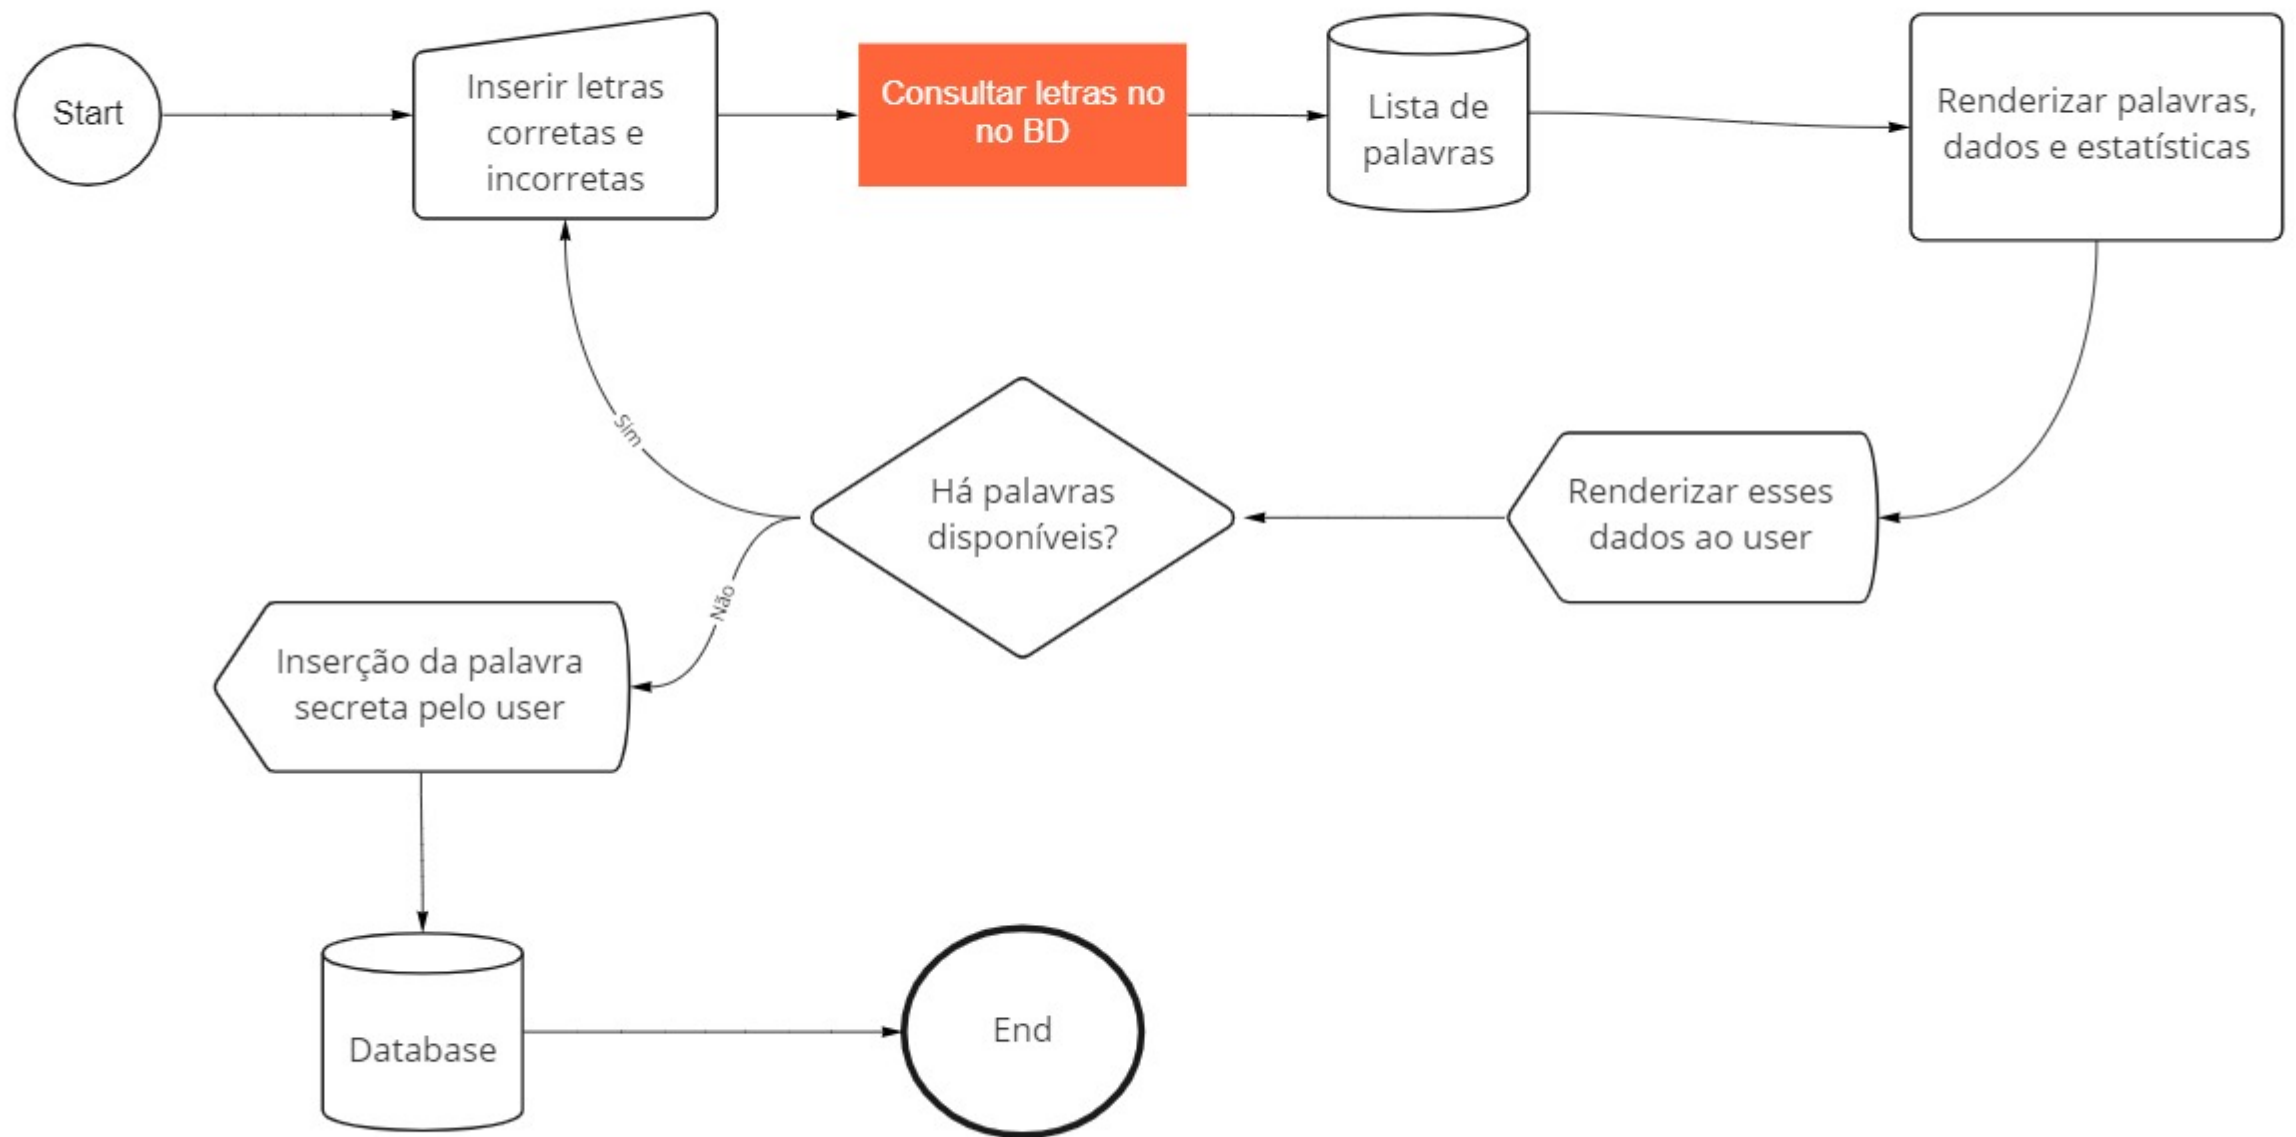 Start
Inserir letras
corretas e
incorretas
Consultar letras no
no BD
Lista de
palavras
Renderizar palavras,
dados e estatísticas
Renderizar esses
dados ao user
Há palavras
disponíveis?
Sim
Não
Inserção da palavra
secreta pelo user
Database
End